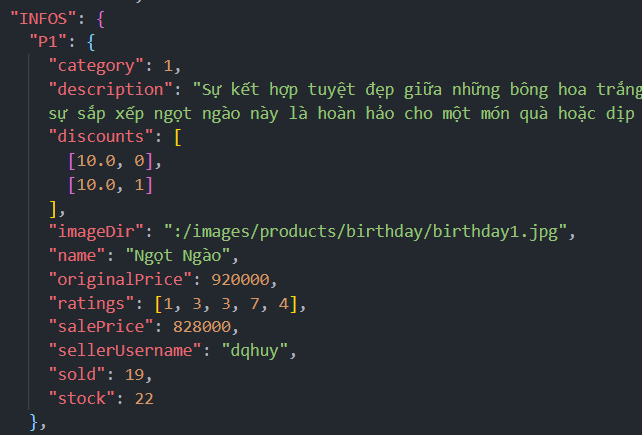 "INFOS": {
"P1": {
"category": 1,
"description": "Sự kết hợp tuyệt đẹp giữa những bông hoa trắng
sự sắp xếp ngọt ngào này là hoàn hảo cho một món quà hoặc dịp
"discounts": [
[10.0, 0],
[10.0, 1]
],
"imageDir": ":/images/products/birthday/birthday1.jpg",
"name": "Ngọt Ngào",
"originalPrice": 920000,
"ratings": [1, 3, 3, 7, 4],
"salePrice": 828000,
"sellerUsername": "dqhuy",
"sold": 19,
"stock": 22
},